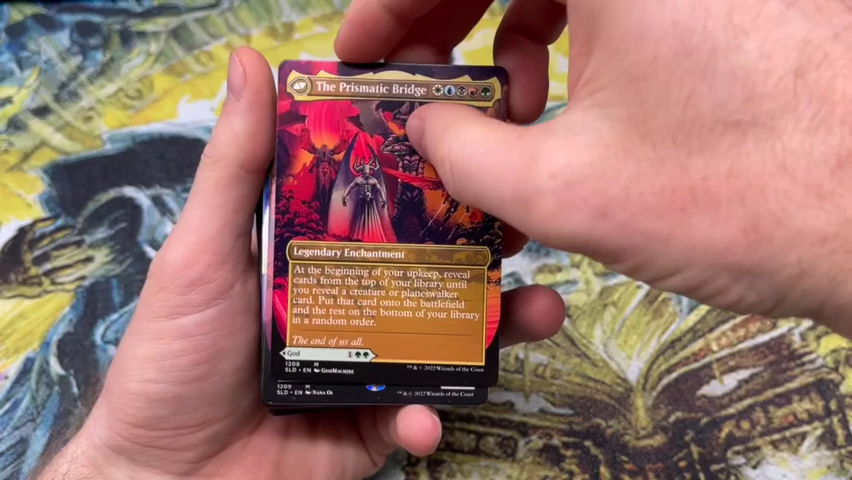 The Prismatic Bridge
Legendary Enchantment
At the beginning of your upkeep, reveal
cards from the top of your library until
you reveal a creature or planeswalker
card. Put that card onto the battlefield
and the rest on the bottom of your library
in a random order.
The end of us all.
God 1
1208 M
SLD • EN GodMachine
™ & © 2022 Wizards of the Coast
1209 M
SLD • EN Nana Qi
™ & © 2022 Wizards of the Coast